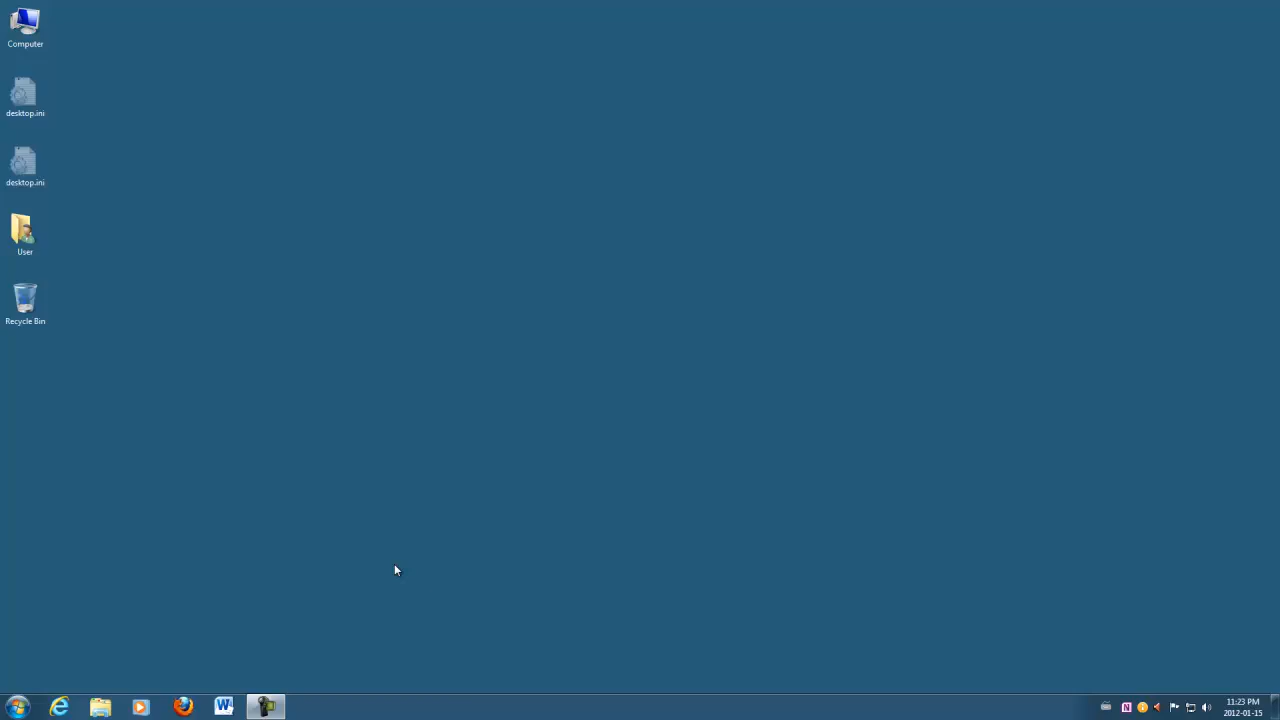 Computer
desktop.ini
desktop.ini
User
Recycle Bin
W
N
11:23 PM
2012-01-15